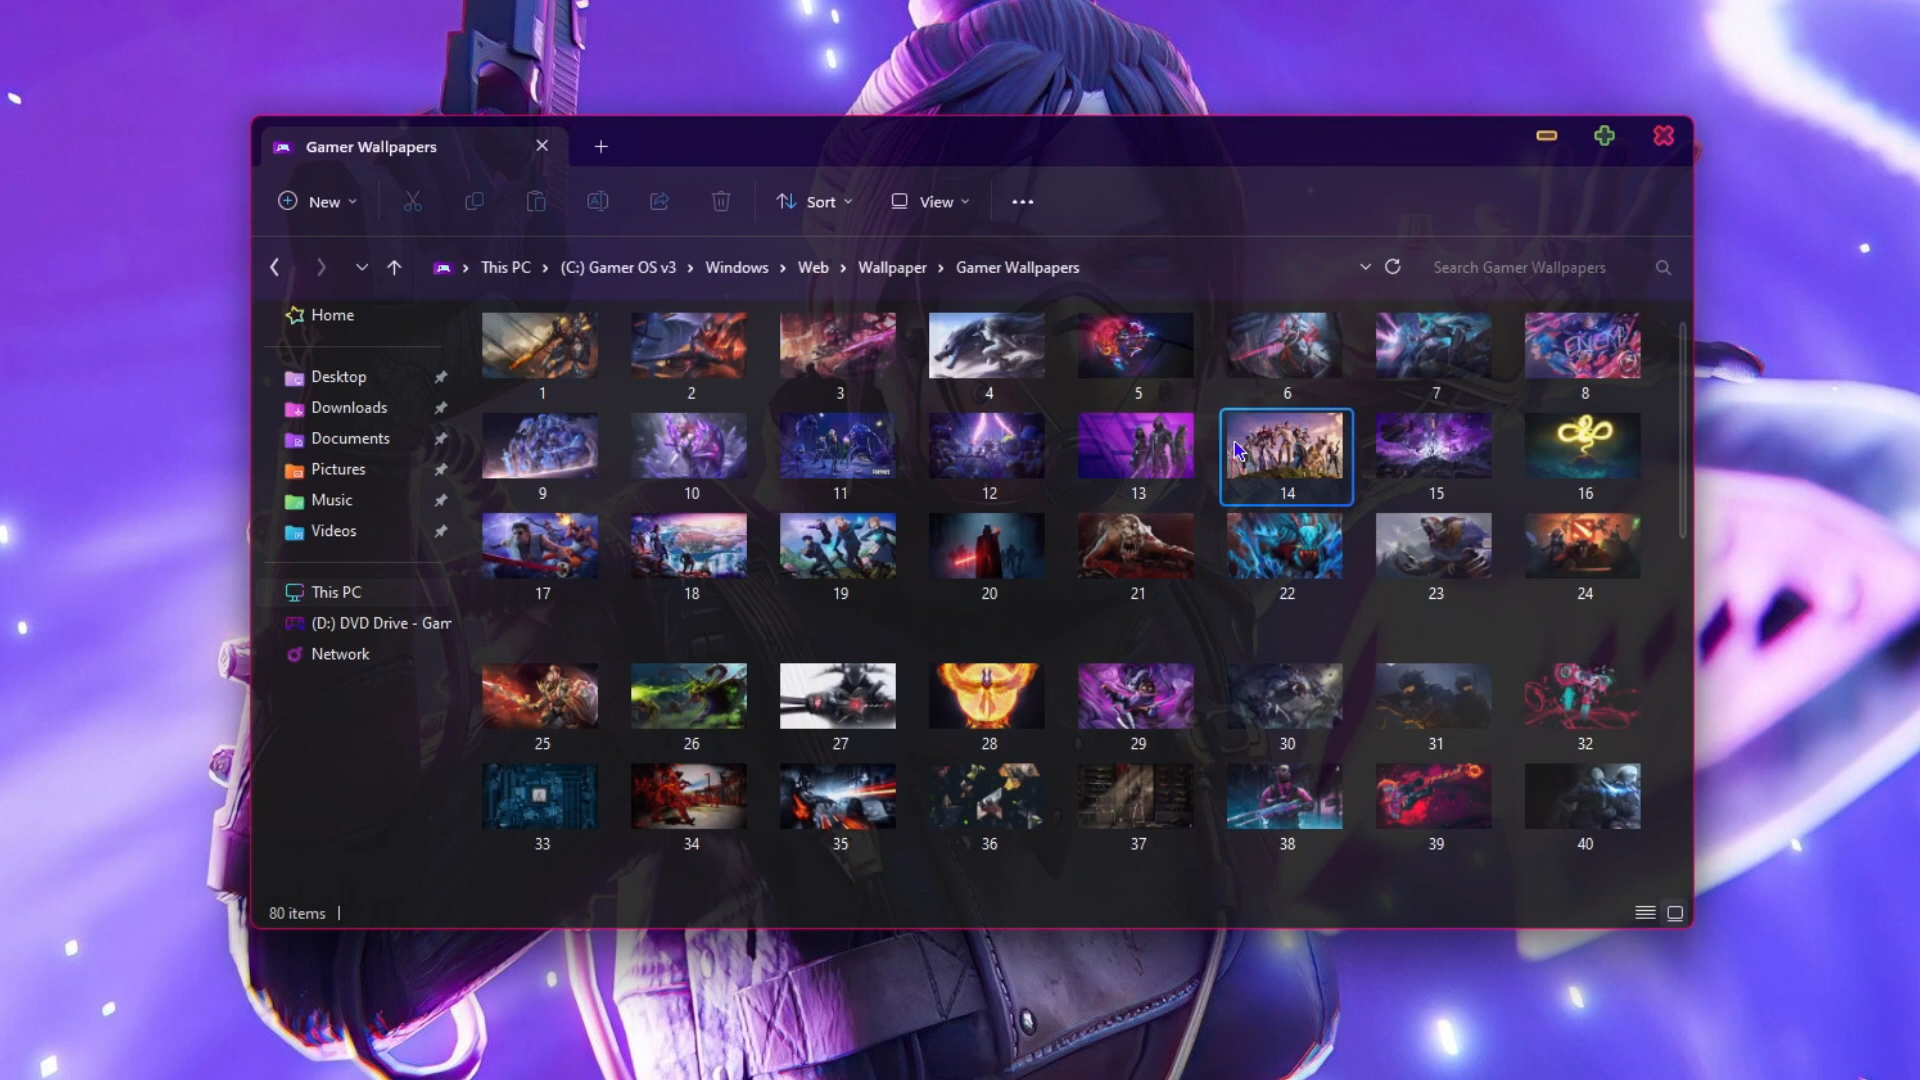 Gamer Wallpapers
New
Sort
View
This PC
(C:) Gamer OS v3
Windows
Web
Wallpaper
Gamer Wallpapers
Search Gamer Wallpapers
Home
Desktop
Downloads
Documents
Pictures
Music
Videos
This PC
(D:) DVD Drive - Gam
Network
1 2 3 4 5 6 7 8
9 10 11 12 13 14 15 16
17 18 19 20 21 22 23 24
25 26 27 28 29 30 31 32
33 34 35 36 37 38 39 40
80 items